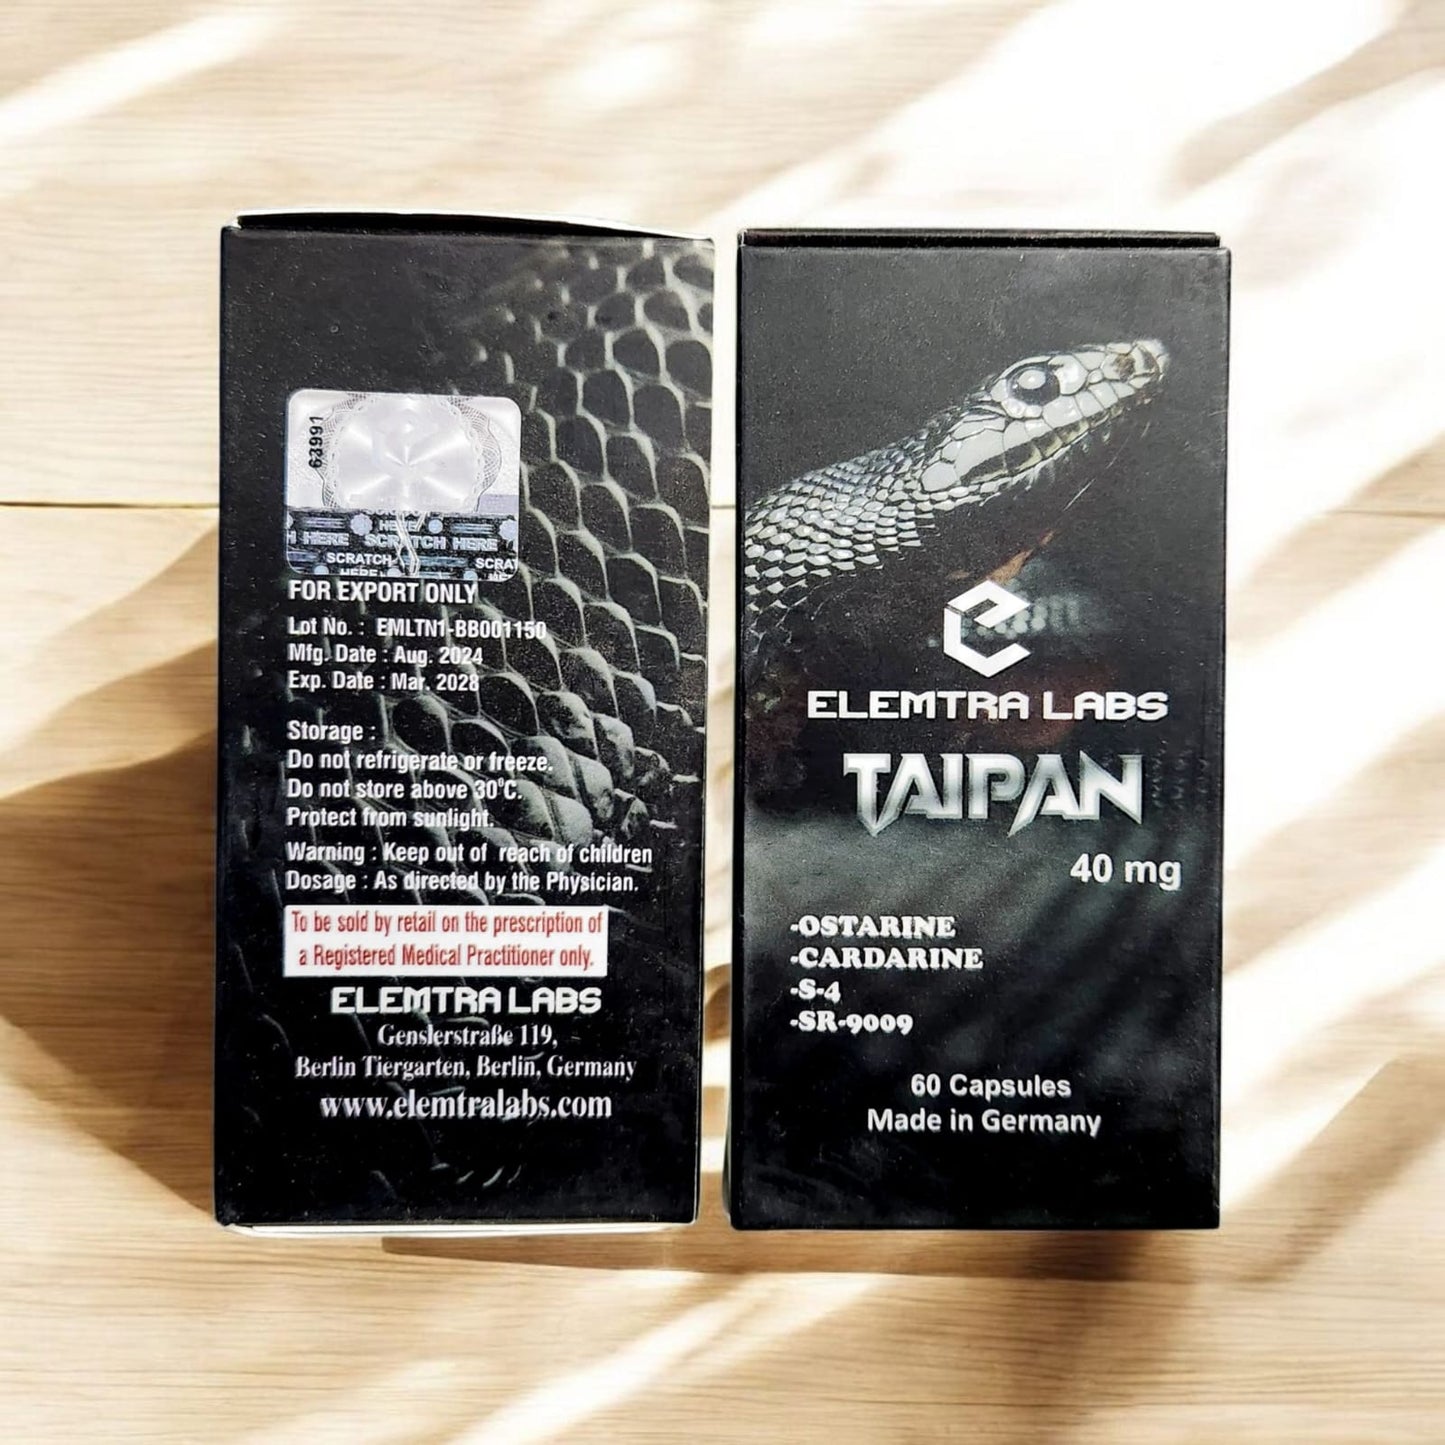 63991
HERE
H HERE SCRATCH HERE
SCRATCH SCRAT
HERE
FOR EXPORT ONLY
Lot No. : EMLTN1-BB001150
Mfg. Date : Aug. 2024
Exp. Date : Mar. 2028
Storage :
Do not refrigerate or freeze.
Do not store above 30°C.
Protect from sunlight.
Warning : Keep out of reach of children
Dosage : As directed by the Physician.
To be sold by retail on the prescription of
a Registered Medical Practitioner only.
ELEMTRA LABS
Genslerstraße 119,
Berlin Tiergarten, Berlin, Germany
www.elemtralabs.com
ELEMTRA LABS
TAIPAN
40 mg
-OSTARINE
-CARDARINE
-S-4
-SR-9009
60 Capsules
Made in Germany